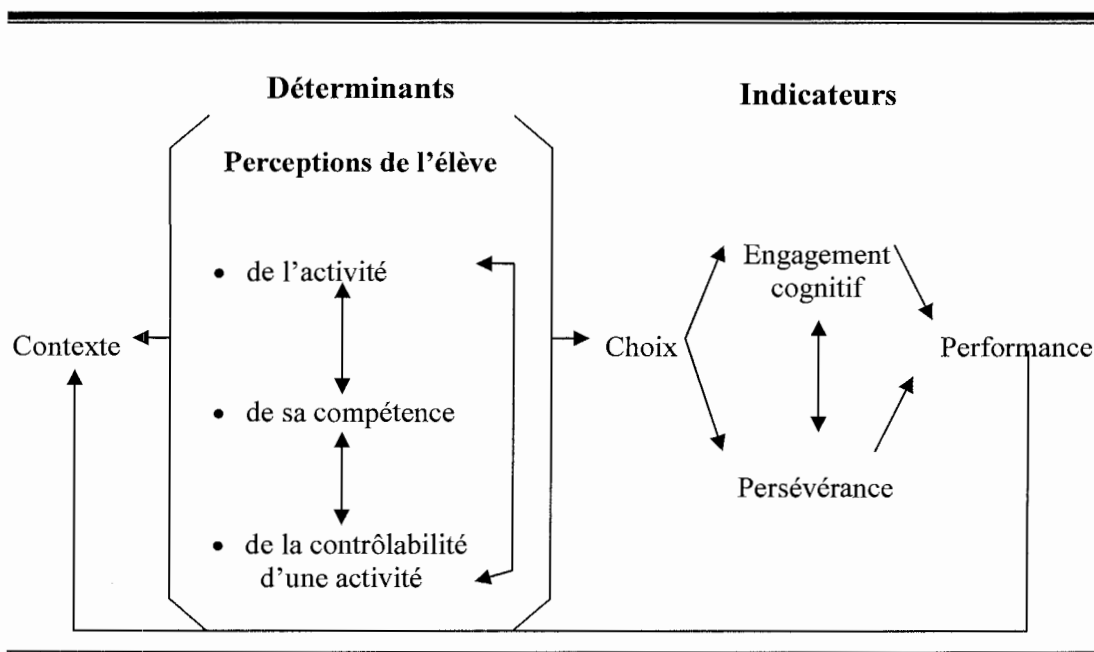 Déterminants
Indicateurs
Perceptions de l'élève
• de l'activité
Engagement
cognitif
Contexte
Choix
Performance
• de sa compétence
Persévérance
• de la contrôlabilité
d'une activité